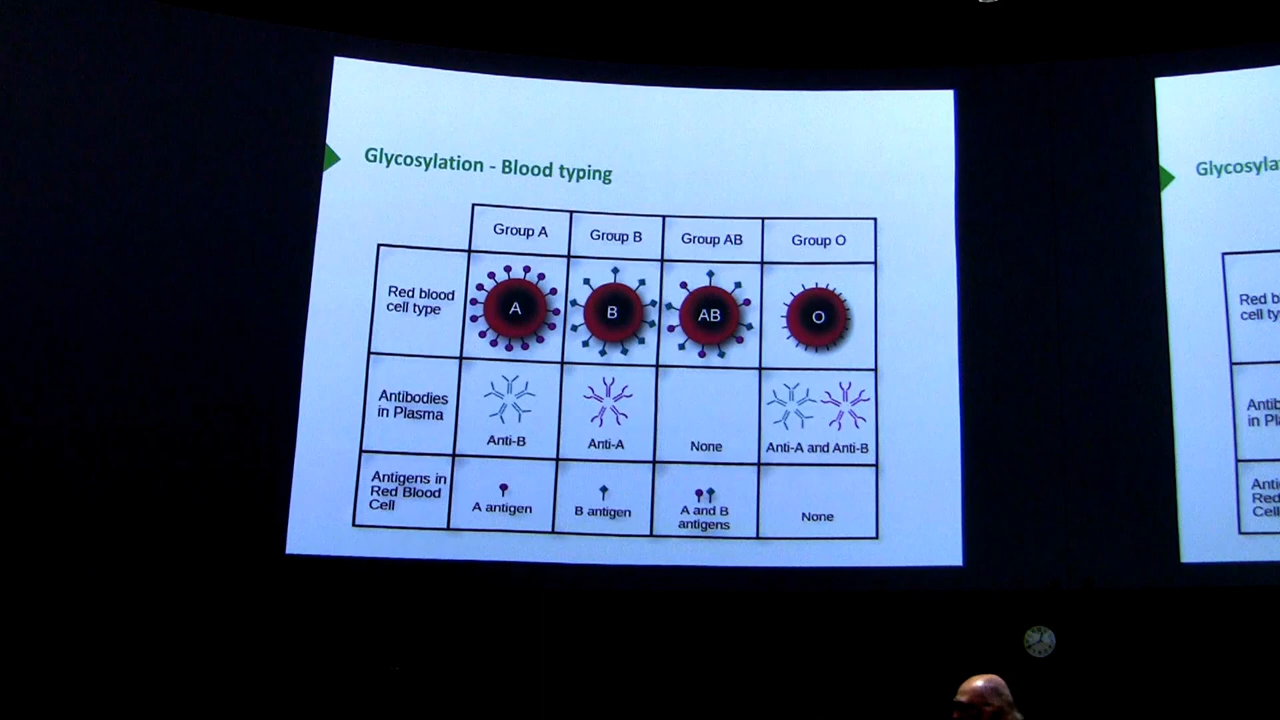 Glycosylation - Blood typing
Group A
Group B
Group AB
Group O
Red blood
cell type
A
B
AB
O
Antibodies
in Plasma
Anti-B
Anti-A
None
Anti-A and Anti-B
Antigens in
Red Blood
Cell
A antigen
B antigen
A and B
antigens
None
Glycosyla
Red b
cell ty
Antib
in Pl
Anti
Red
Cell